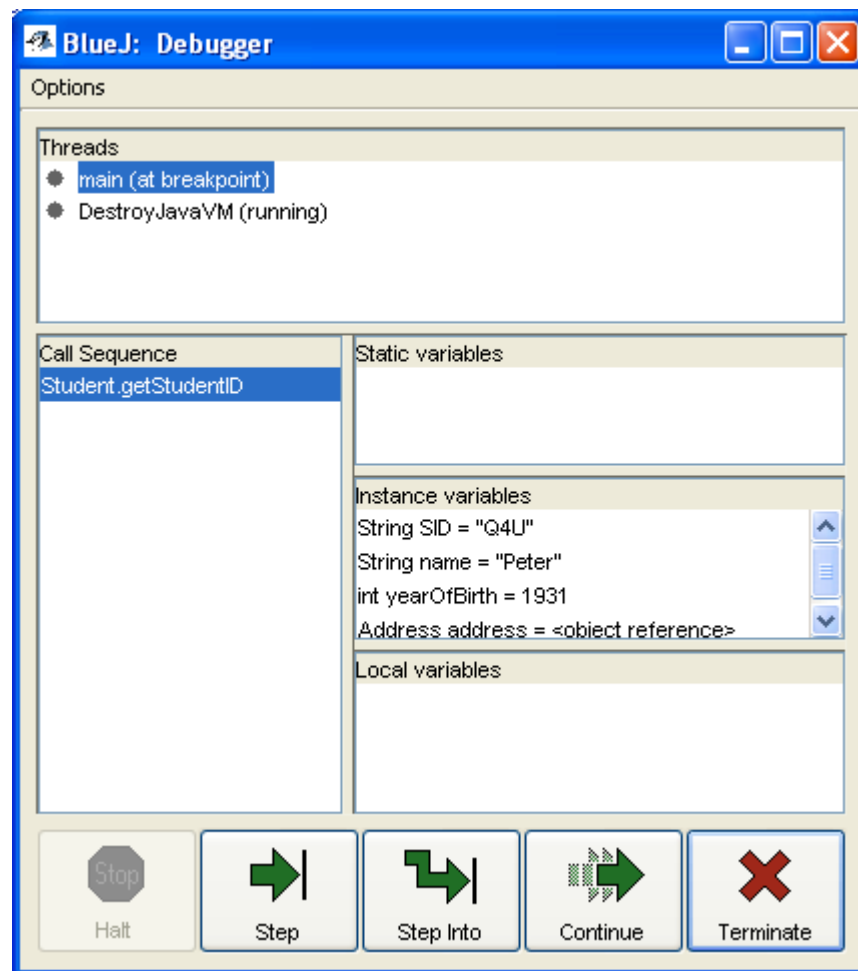 BlueJ: Debugger
Options
Threads
main (at breakpoint)
DestroyJavaVM (running)
Call Sequence
Student.getStudentID
Static variables
Instance variables
String SID = "Q4U"
String name = "Peter"
int yearOfBirth = 1931
Address address = <object reference>
Local variables
Stop
Halt
Step
Step Into
Continue
Terminate